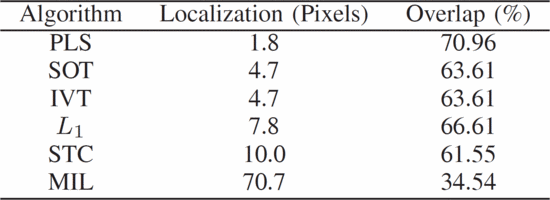 Algorithm Localization (Pixels) Overlap (%)
PLS 1.8 70.96
SOT 4.7 63.61
IVT 4.7 63.61
L₁ 7.8 66.61
STC 10.0 61.55
MIL 70.7 34.54